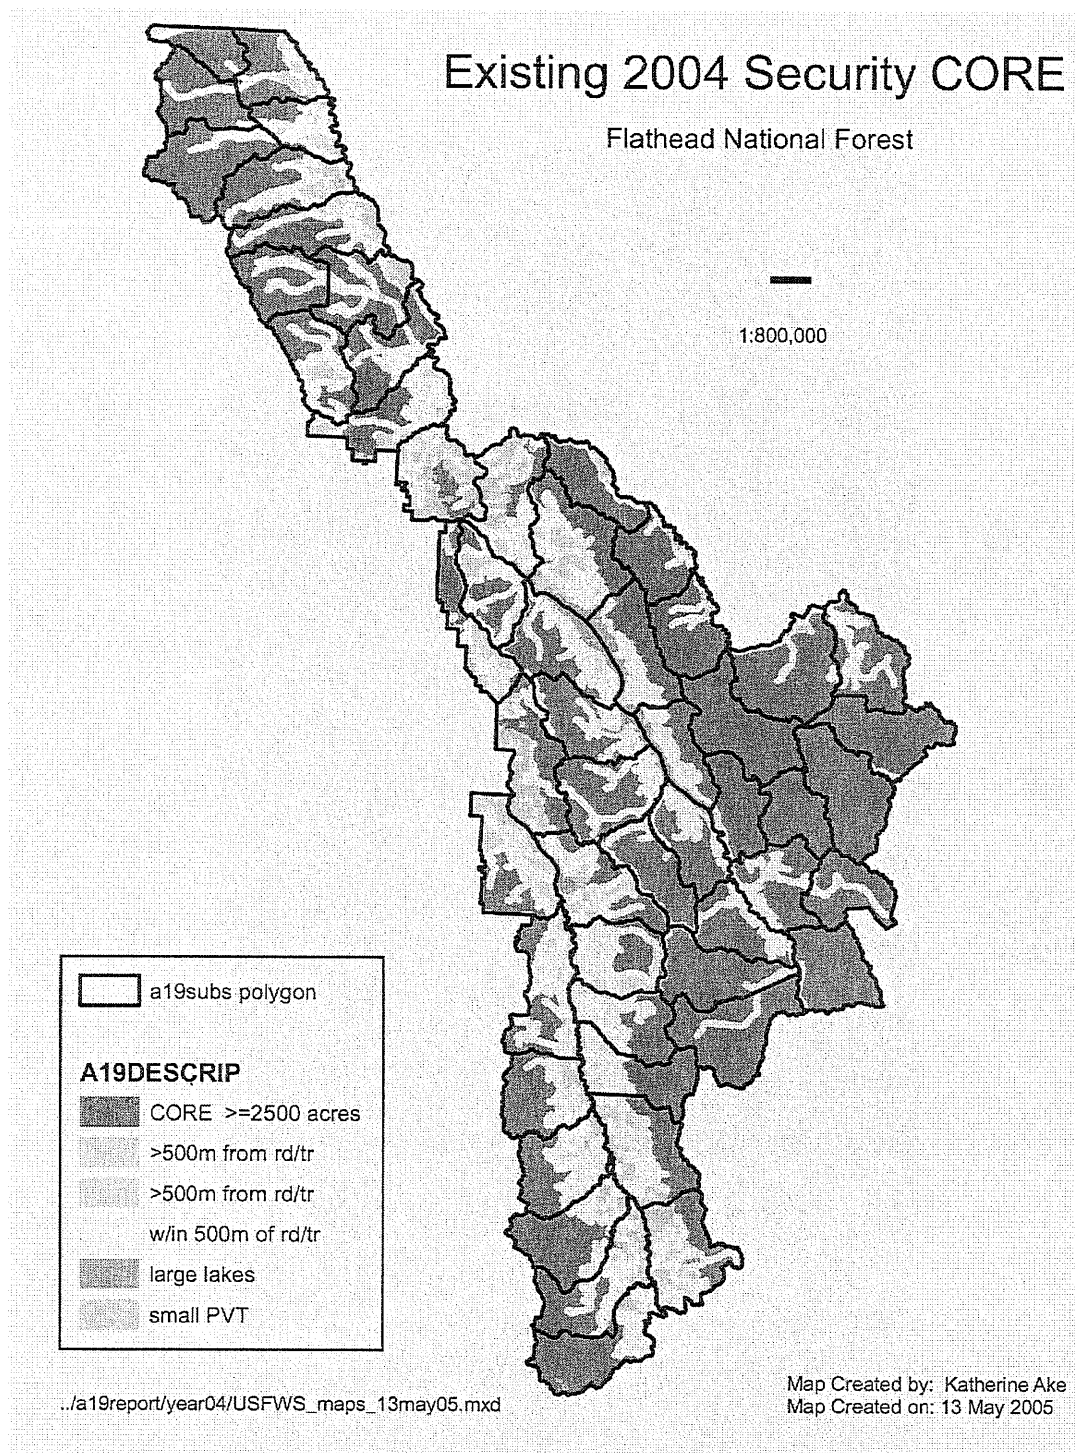 Existing 2004 Security CORE
Flathead National Forest
1:800,000
a19subs polygon
A19DESCRIP
CORE >=2500 acres
>500m from rd/tr
>500m from rd/tr
w/in 500m of rd/tr
large lakes
small PVT
../a19report/year04/USFWS_maps_13may05.mxd
Map Created by: Katherine Ake
Map Created on: 13 May 2005